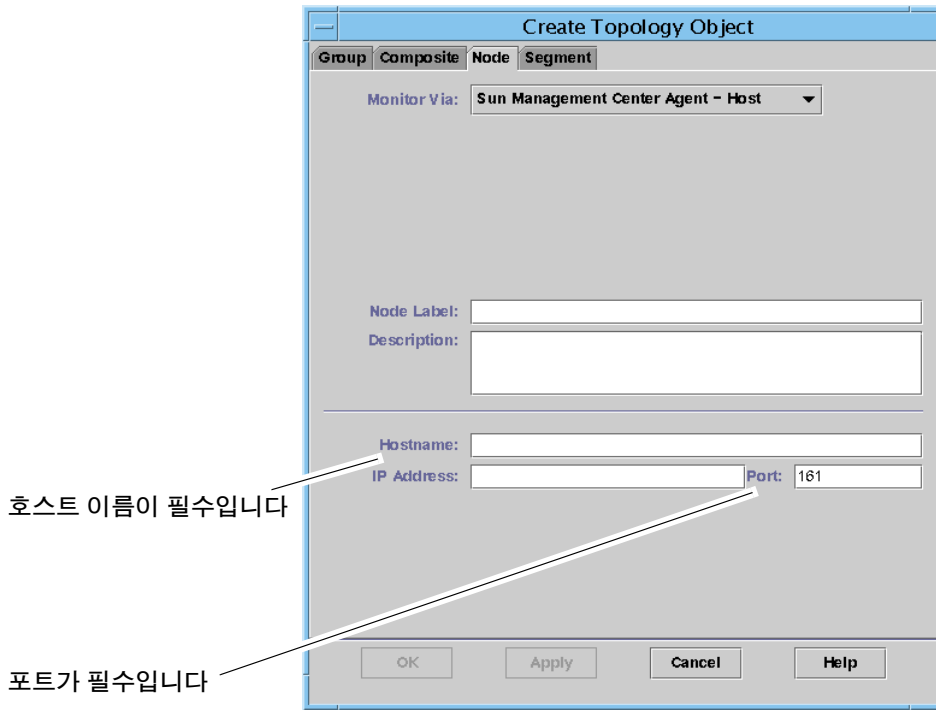 Create Topology Object
Group Composite Node Segment
Monitor Via: Sun Management Center Agent - Host
Node Label:
Description:
Hostname:
IP Address: Port: 161
호스트 이름이 필수입니다
OK Apply Cancel Help
포트가 필수입니다